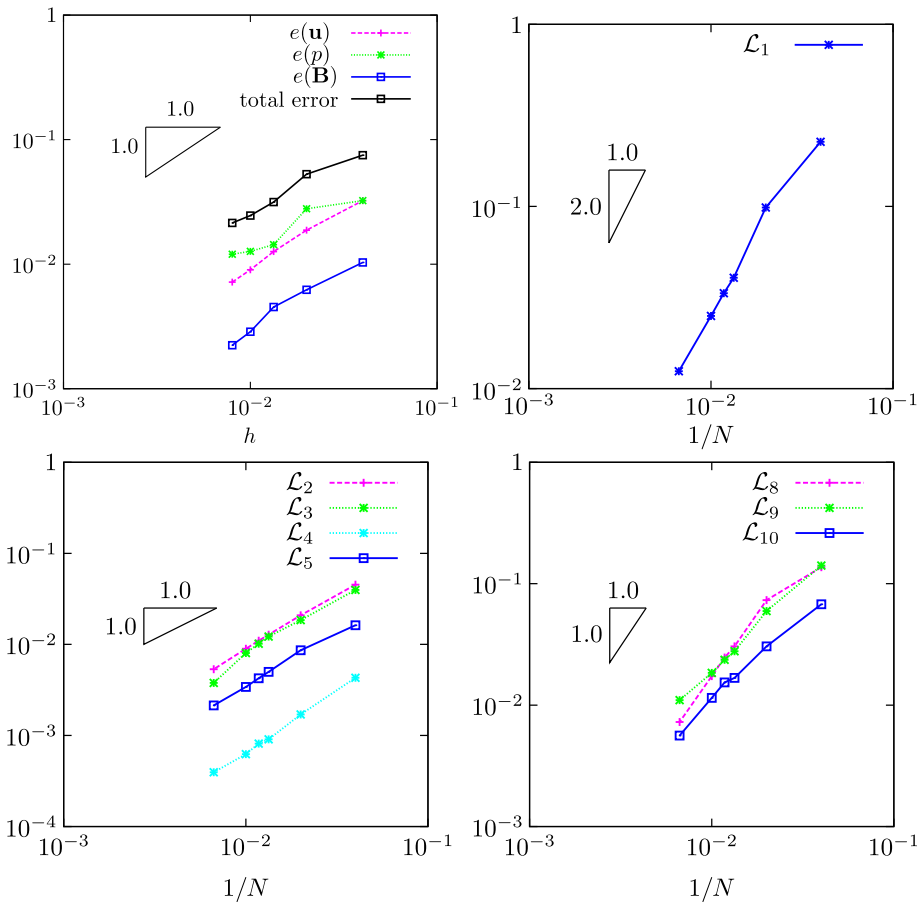 1
e(u)
e(p)
e(B)
total error
1.0
1.0
10⁻¹
10⁻²
10⁻³
10⁻³
10⁻²
10⁻¹
h
1
ℒ₁
1.0
2.0
10⁻¹
10⁻²
10⁻³
10⁻²
10⁻¹
1/N
1
ℒ₂
ℒ₃
ℒ₄
ℒ₅
10⁻¹
1.0
1.0
10⁻²
10⁻³
10⁻⁴
10⁻³
10⁻²
10⁻¹
1/N
1
ℒ₈
ℒ₉
ℒ₁₀
10⁻¹
1.0
1.0
10⁻²
10⁻³
10⁻³
10⁻²
10⁻¹
1/N